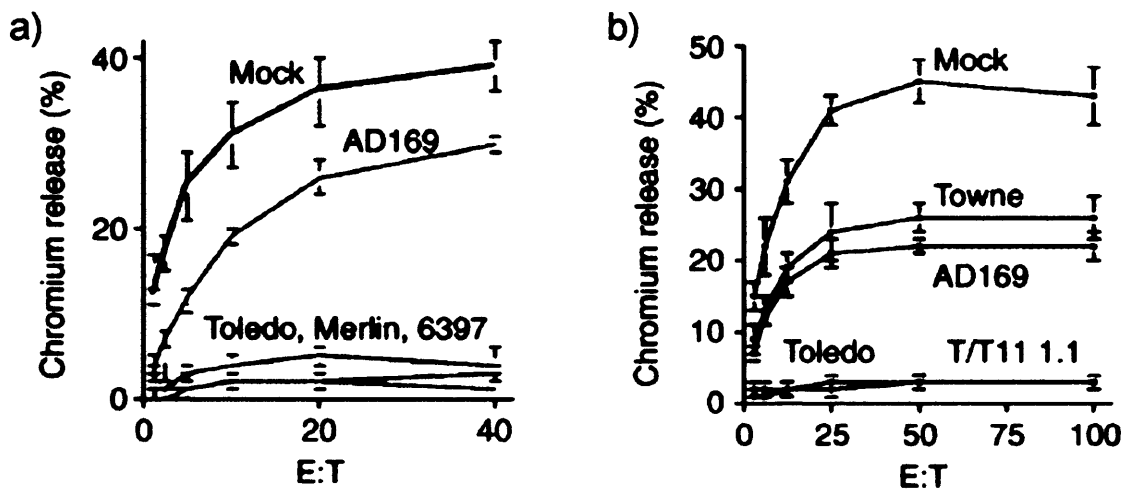 a)
Chromium release (%)
40
20
0
Mock
AD169
Toledo, Merlin, 6397
0 20 40
E:T
b)
Chromium release (%)
50
40
30
20
10
0
Mock
Towne
AD169
Toledo T/T11 1.1
0 25 50 75 100
E:T